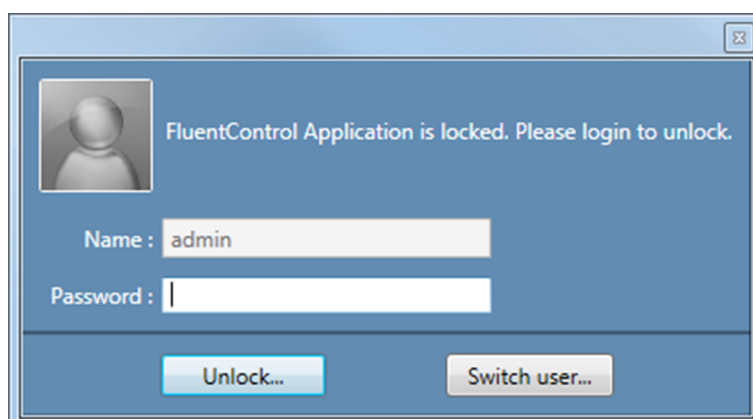 FluentControl Application is locked. Please login to unlock.
Name : admin
Password :
Unlock... Switch user...